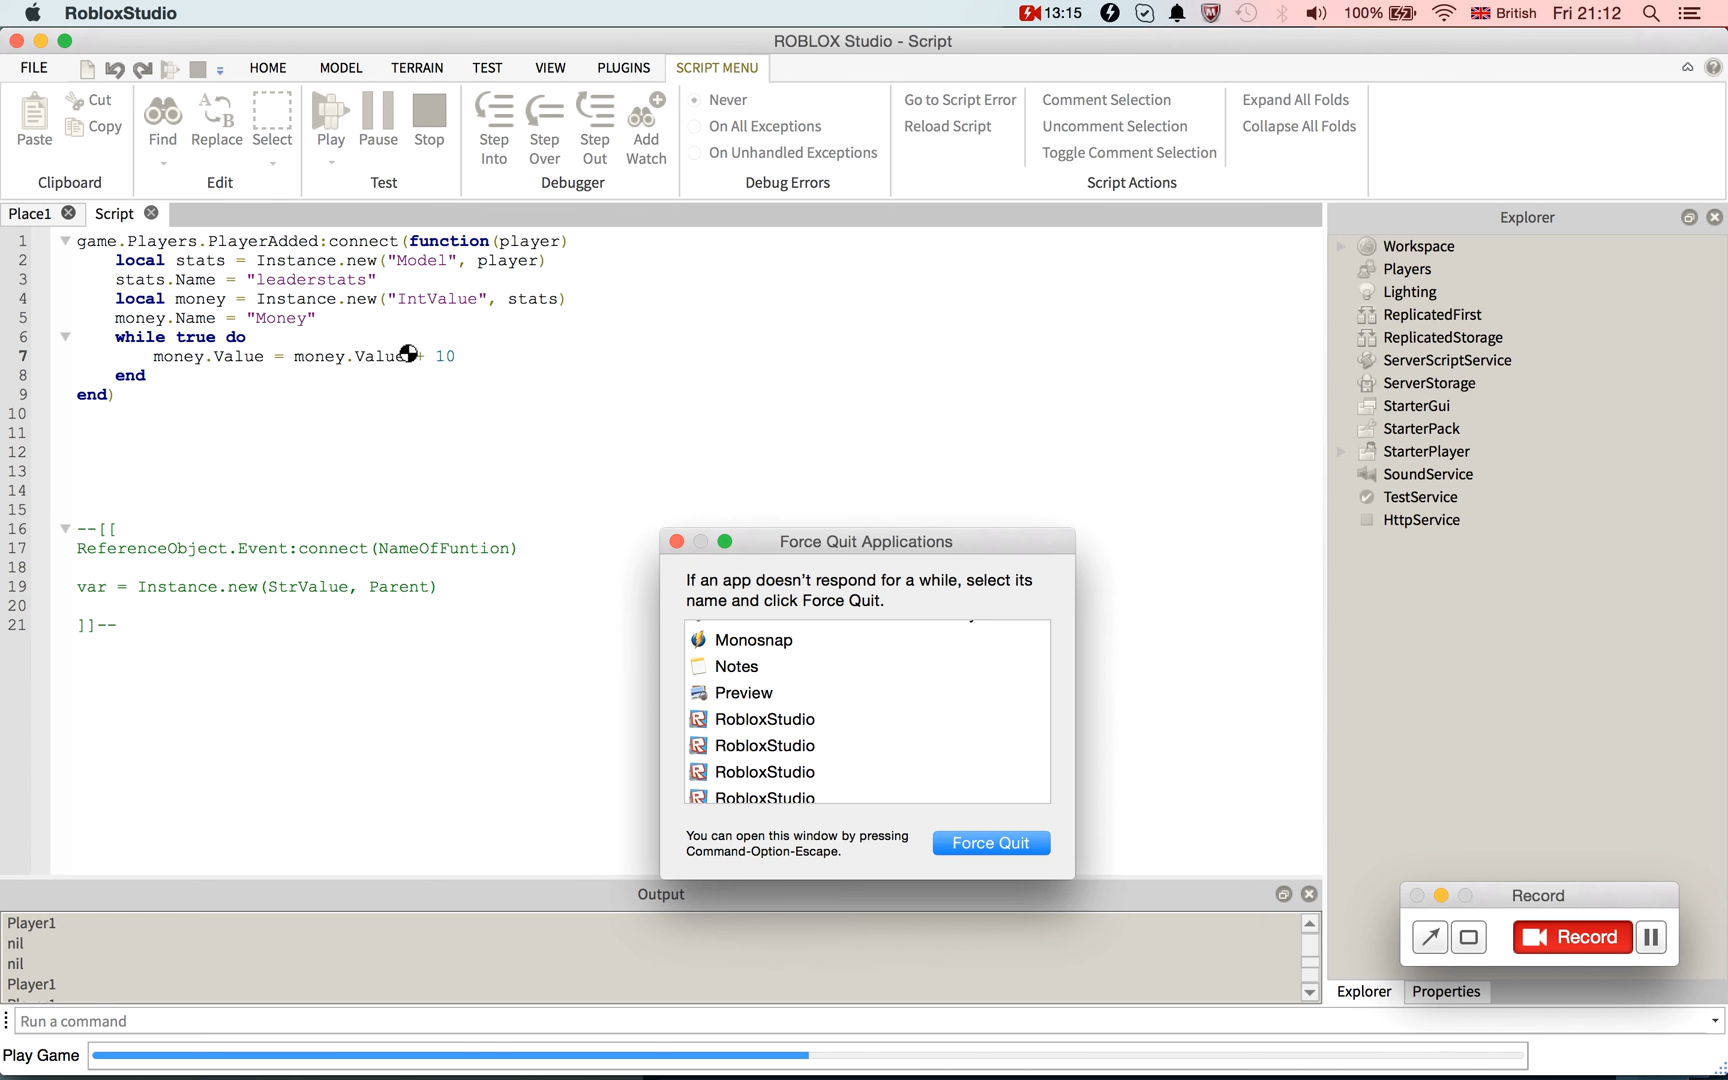 RobloxStudio
13:15
100%
British
Fri 21:12
ROBLOX Studio - Script
FILE
HOME
MODEL
TERRAIN
TEST
VIEW
PLUGINS
SCRIPT MENU
Paste
Cut
Copy
Clipboard
Find
Replace
Select
Edit
Play
Pause
Stop
Test
Step Into
Step Over
Step Out
Add Watch
Debugger
Never
On All Exceptions
On Unhandled Exceptions
Debug Errors
Go to Script Error
Reload Script
Comment Selection
Uncomment Selection
Toggle Comment Selection
Expand All Folds
Collapse All Folds
Script Actions
Place1
Script
1 game.Players.PlayerAdded:connect(function(player)
2 local stats = Instance.new("Model", player)
3 stats.Name = "leaderstats"
4 local money = Instance.new("IntValue", stats)
5 money.Name = "Money"
6 while true do
7 money.Value = money.Value + 10
8 end
9 end)
10
11
12
13
14
15
16 --[[
17 ReferenceObject.Event:connect(NameOfFuntion)
18
19 var = Instance.new(StrValue, Parent)
20
21 ]]--
Explorer
Workspace
Players
Lighting
ReplicatedFirst
ReplicatedStorage
ServerScriptService
ServerStorage
StarterGui
StarterPack
StarterPlayer
SoundService
TestService
HttpService
Force Quit Applications
If an app doesn't respond for a while, select its
name and click Force Quit.
Monosnap
Notes
Preview
RobloxStudio
RobloxStudio
RobloxStudio
RobloxStudio
You can open this window by pressing
Command-Option-Escape.
Force Quit
Output
Player1
nil
nil
Player1
Player1
Record
Record
Explorer
Properties
Run a command
Play Game